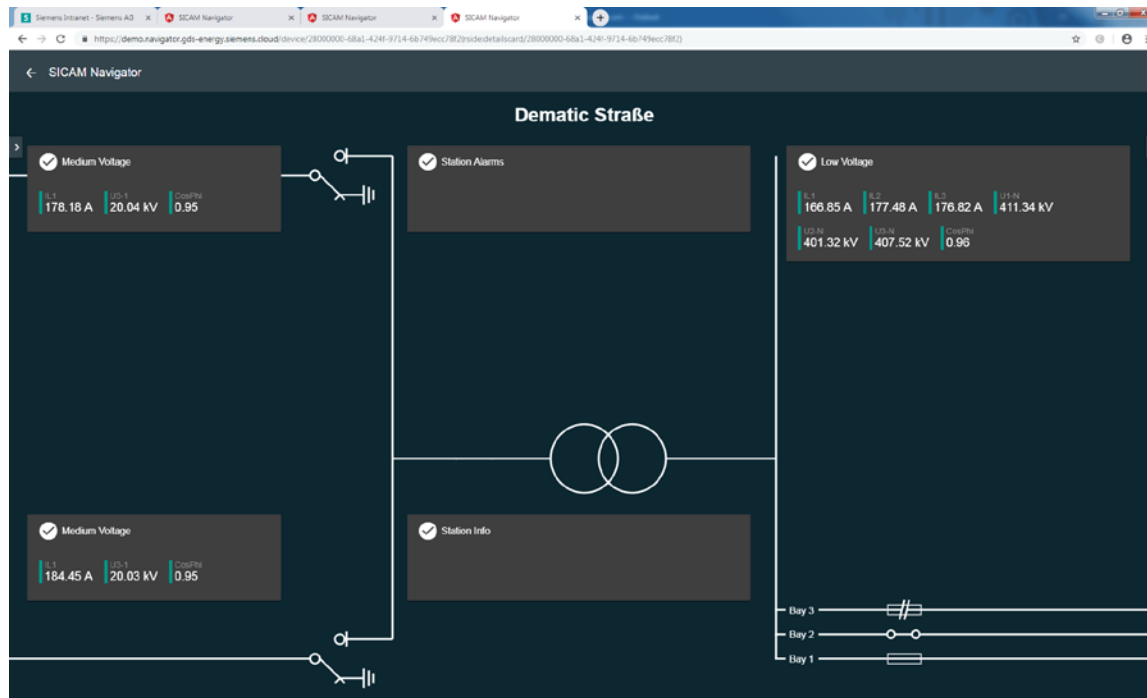 Siemens Intranet - Siemens AG
SICAM Navigator
SICAM Navigator
SICAM Navigator
SICAM Navigator
Dematic Straße
Medium Voltage
IL1 U3-1 CosPhi
178.18 A 20.04 kV 0.95
Station Alarms
Low Voltage
IL1 IL2 IL3 U1-N
166.85 A 177.48 A 176.82 A 411.34 kV
U2-N U3-N CosPhi
401.32 kV 407.52 kV 0.96
Medium Voltage
IL1 U3-1 CosPhi
184.45 A 20.03 kV 0.95
Station Info
Bay 3
Bay 2
Bay 1